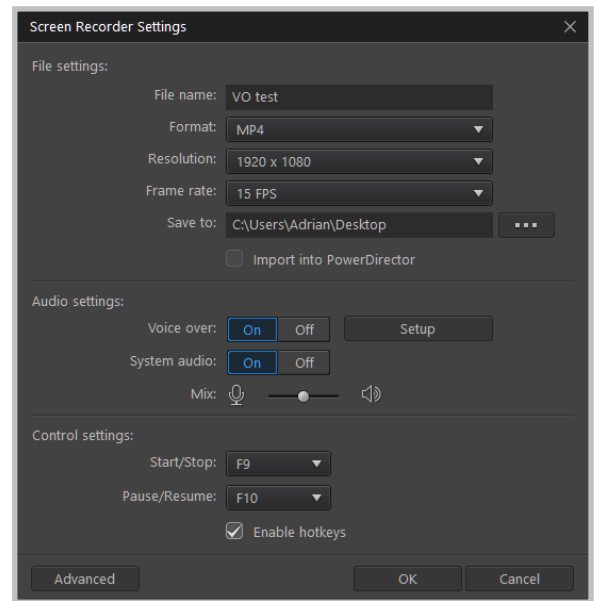 Screen Recorder Settings
File settings:
File name: VO test
Format: MP4
Resolution: 1920 x 1080
Frame rate: 15 FPS
Save to: C:\Users\Adrian\Desktop
Import into PowerDirector
Audio settings:
Voice over: On Off Setup
System audio: On Off
Mix:
Control settings:
Start/Stop: F9
Pause/Resume: F10
Enable hotkeys
Advanced OK Cancel